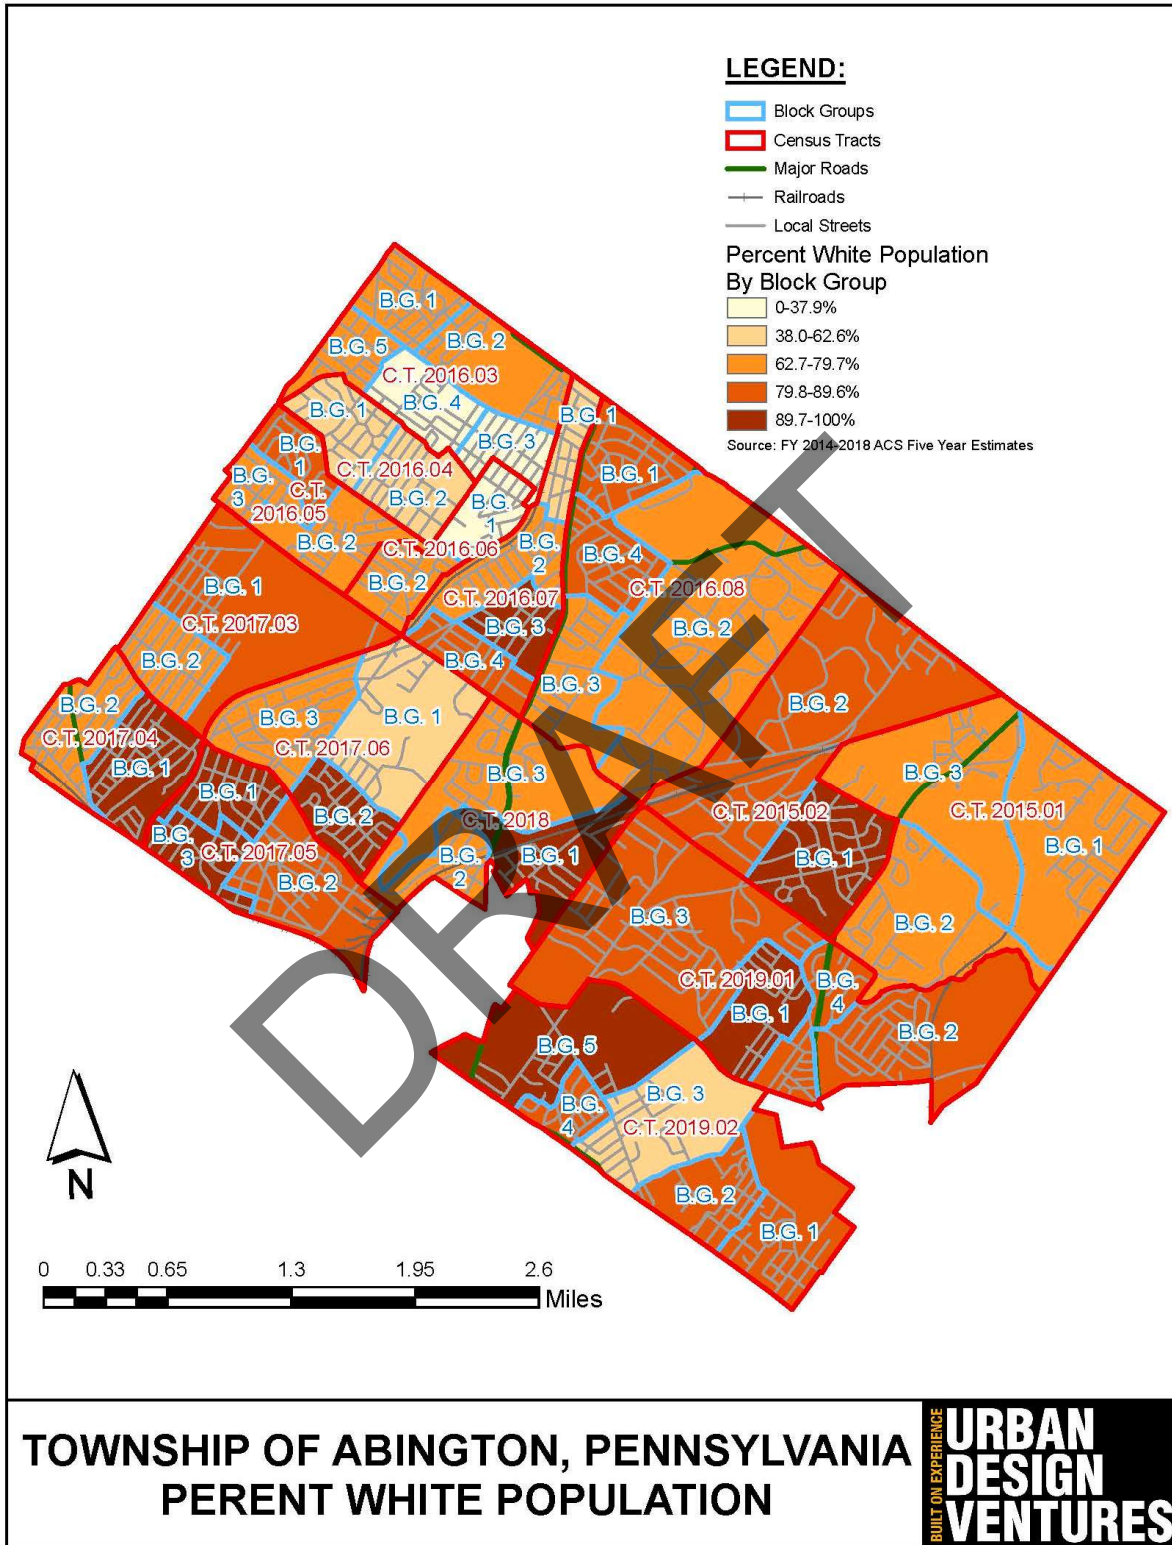 LEGEND:
Block Groups
Census Tracts
Major Roads
Railroads
Local Streets
Percent White Population
By Block Group
0-37.9%
38.0-62.6%
62.7-79.7%
79.8-89.6%
89.7-100%
Source: FY 2014-2018 ACS Five Year Estimates
B.G. 1
B.G. 2
B.G. 5
C.T. 2016.03
B.G. 4
B.G. 3
B.G. 1
B.G. 1
C.T. 2016.04
B.G. 2
B.G.
1
B.G.
3
C.T.
2016.05
B.G. 2
B.G.
1
C.T. 2016.06
B.G. 2
B.G.
2
C.T. 2016.07
B.G. 3
B.G. 4
B.G. 1
B.G. 4
C.T. 2016.08
B.G. 2
B.G. 3
B.G. 1
C.T. 2017.03
B.G. 2
B.G. 2
C.T. 2017.04
B.G. 1
B.G. 3
B.G. 1
C.T. 2017.06
B.G. 2
B.G. 1
B.G.
3
C.T. 2017.05
B.G. 2
B.G. 3
C.T. 2018
B.G.
2
B.G. 1
B.G. 2
C.T. 2015.02
B.G. 1
B.G. 3
C.T. 2015.01
B.G. 1
B.G. 2
B.G. 3
C.T. 2019.01
B.G. 1
B.G.
4
B.G. 2
B.G. 5
B.G.
4
B.G. 3
C.T. 2019.02
B.G. 2
B.G. 1
DRAFT
N
0 0.33 0.65 1.3 1.95 2.6
Miles
TOWNSHIP OF ABINGTON, PENNSYLVANIA
PERENT WHITE POPULATION
BUILT ON EXPERIENCE
URBAN
DESIGN
VENTURES